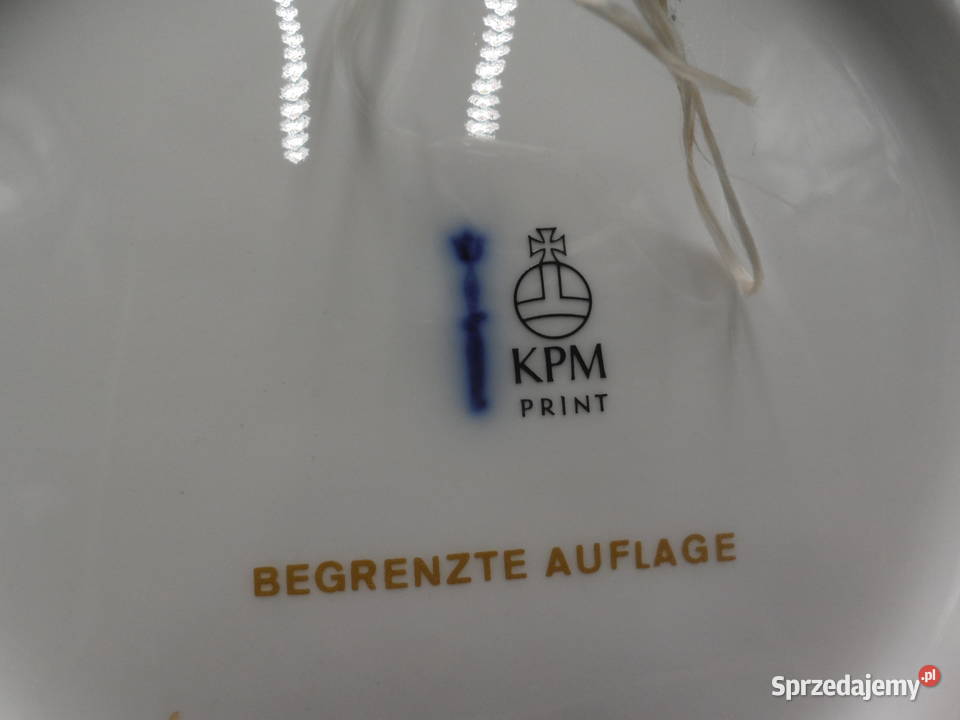 KPM
PRINT
BEGRENZTE AUFLAGE
Sprzedajemy.pl